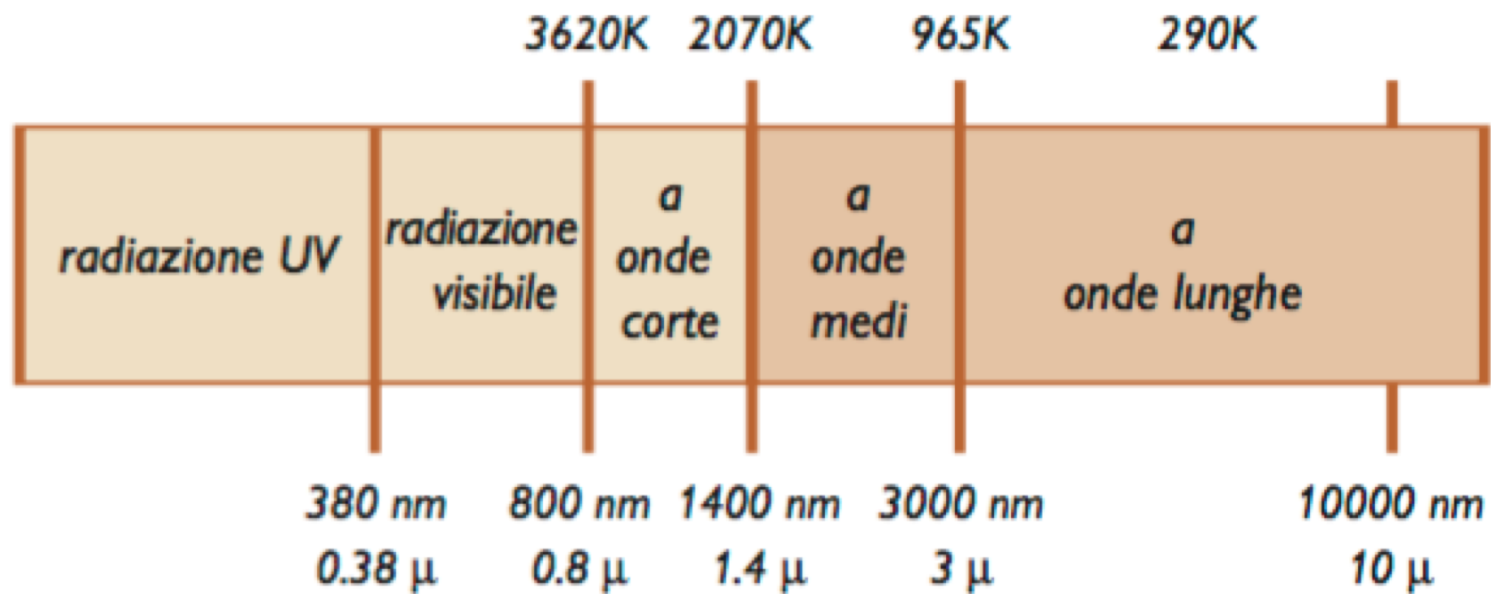 3620K 2070K 965K 290K
radiazione UV
radiazione
visibile
a
onde
corte
a
onde
medi
a
onde lunghe
380 nm 800 nm 1400 nm 3000 nm 10000 nm
0.38 μ 0.8 μ 1.4 μ 3 μ 10 μ